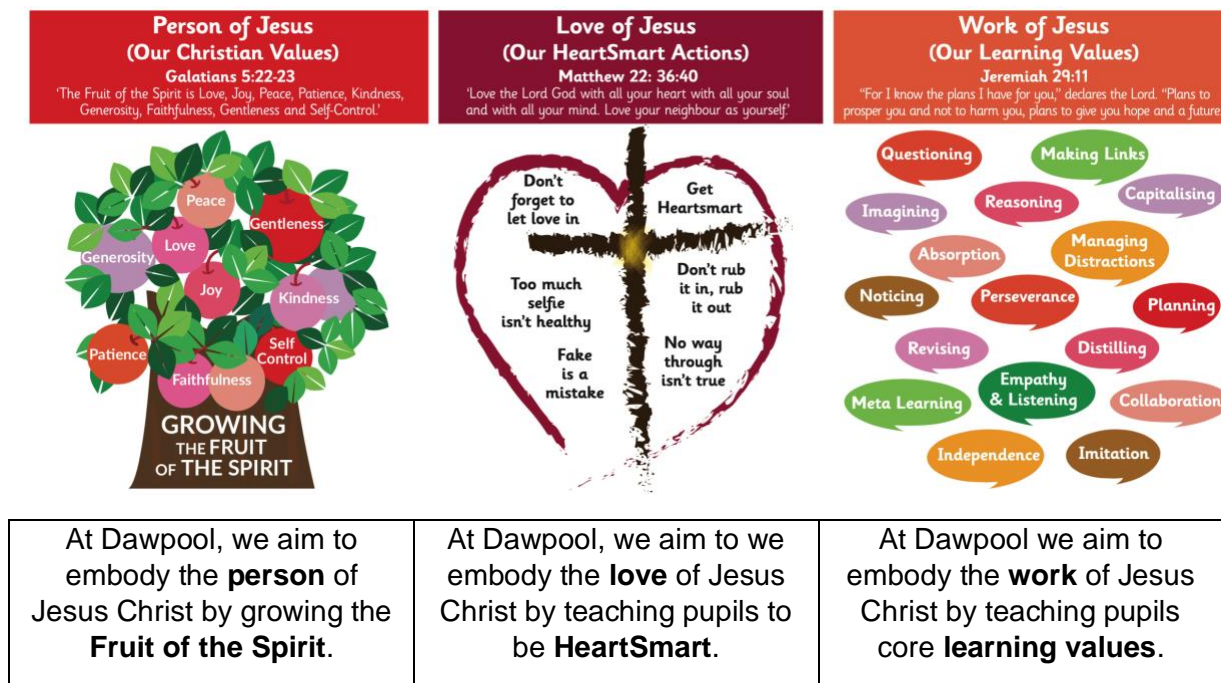 Person of Jesus
(Our Christian Values)
Galatians 5:22-23
'The Fruit of the Spirit is Love, Joy, Peace, Patience, Kindness,
Generosity, Faithfulness, Gentleness and Self-Control.'
Peace
Gentleness
Love
Generosity
Joy
Kindness
Patience
Self
Control
Faithfulness
GROWING
THE FRUIT
OF THE SPIRIT
Love of Jesus
(Our HeartSmart Actions)
Matthew 22: 36:40
'Love the Lord God with all your heart with all your soul
and with all your mind. Love your neighbour as yourself.'
Don't
forget to
let love in
Get
Heartsmart
Too much
selfie
isn't healthy
Don't rub
it in, rub
it out
Fake
is a
mistake
No way
through
isn't true
Work of Jesus
(Our Learning Values)
Jeremiah 29:11
"For I know the plans I have for you," declares the Lord. "Plans to
prosper you and not to harm you, plans to give you hope and a future.
Questioning
Making Links
Imagining
Reasoning
Capitalising
Absorption
Managing
Distractions
Noticing
Perseverance
Planning
Revising
Distilling
Meta Learning
Empathy
& Listening
Collaboration
Independence
Imitation
At Dawpool, we aim to
embody the person of
Jesus Christ by growing the
Fruit of the Spirit.
At Dawpool, we aim to we
embody the love of Jesus
Christ by teaching pupils to
be HeartSmart.
At Dawpool we aim to
embody the work of Jesus
Christ by teaching pupils
core learning values.